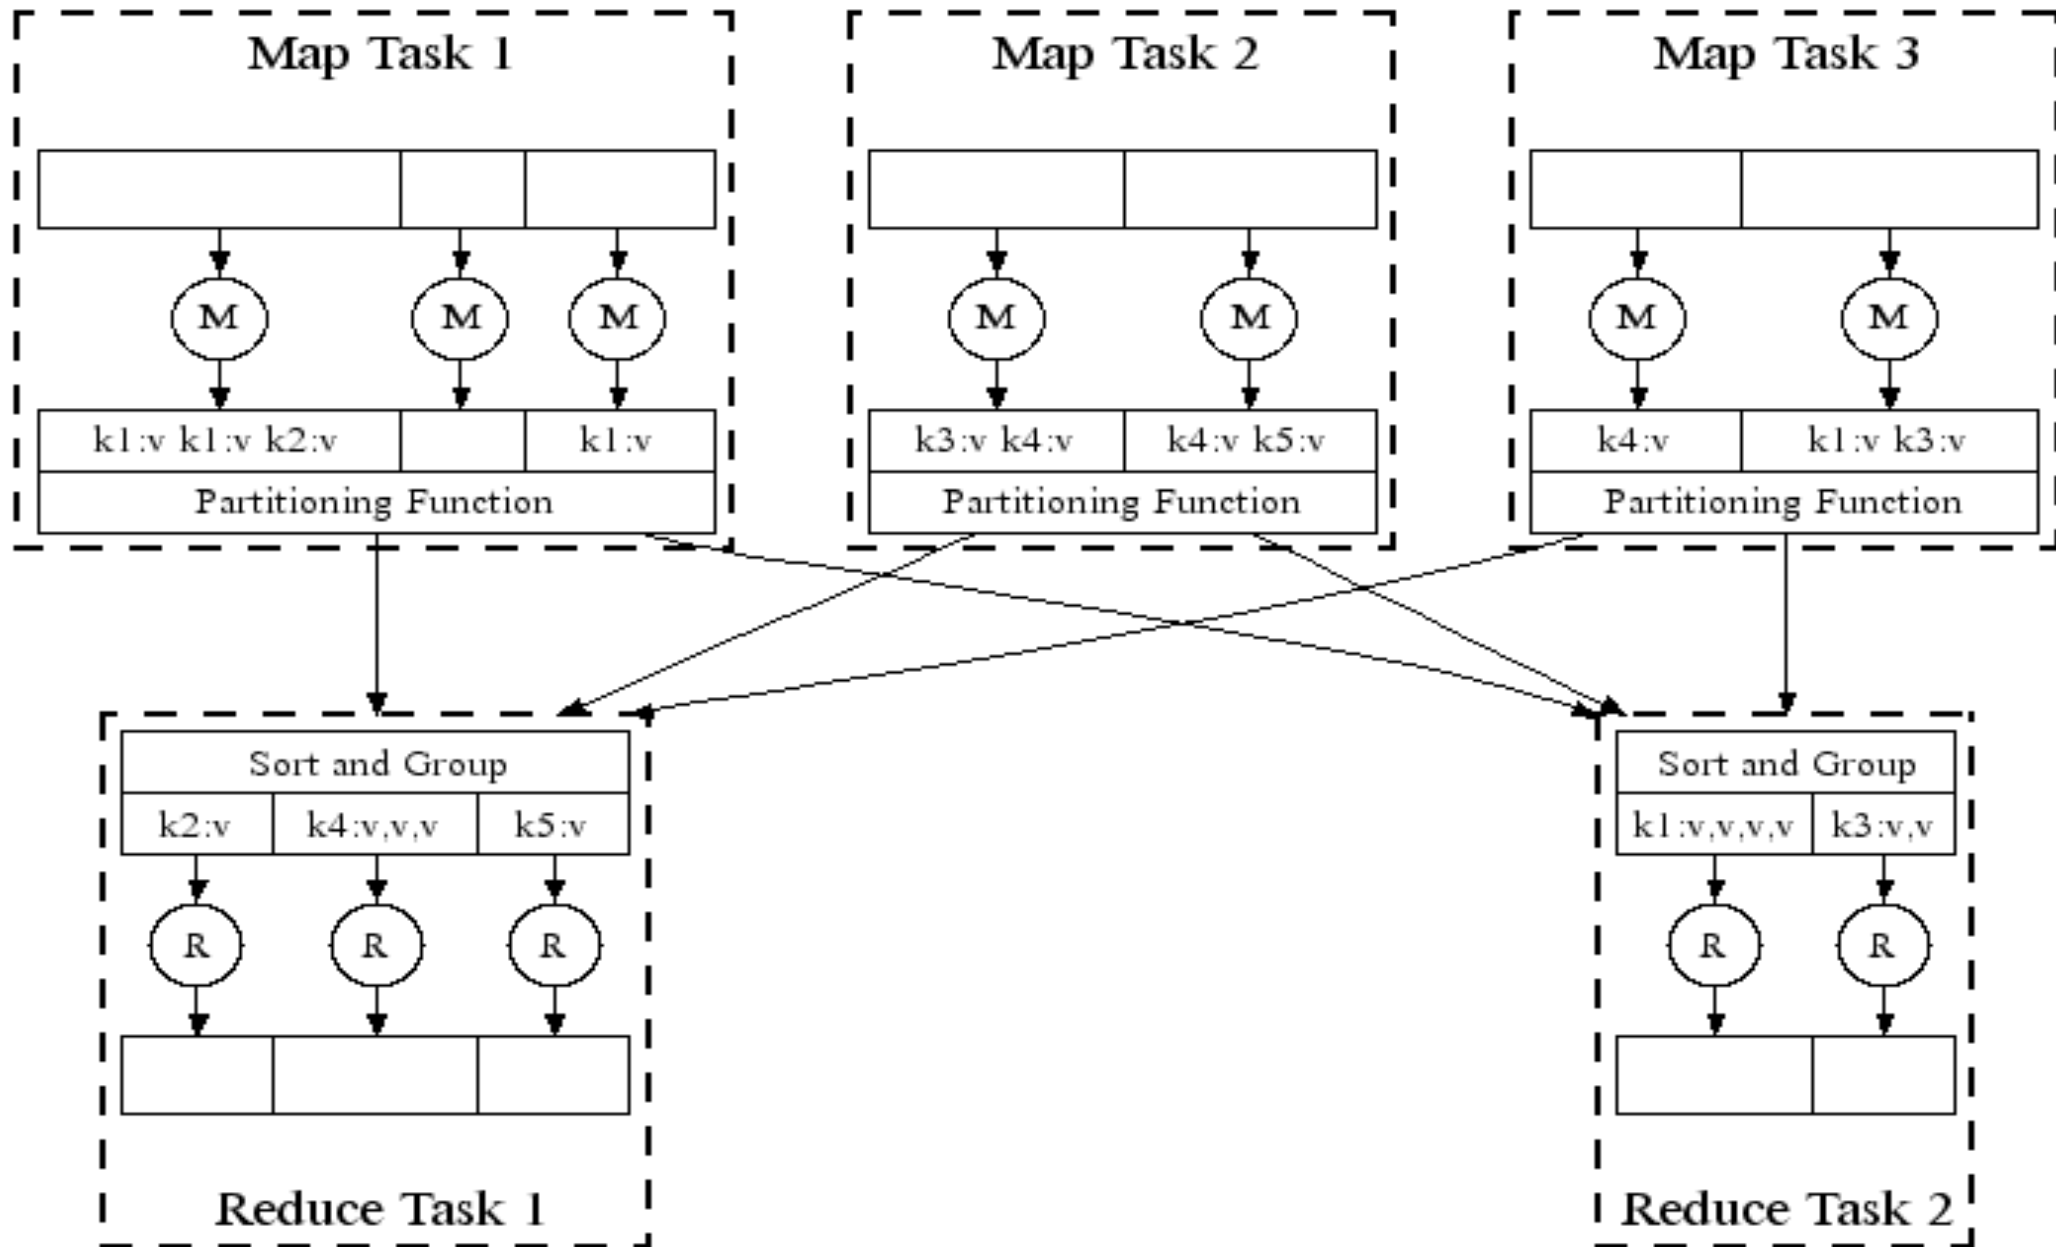 Map Task 1
Map Task 2
Map Task 3
M
M
M
M
M
M
M
k1:v k1:v k2:v
k1:v
k3:v k4:v
k4:v k5:v
k4:v
k1:v k3:v
Partitioning Function
Partitioning Function
Partitioning Function
Sort and Group
k2:v
k4:v,v,v
k5:v
R
R
R
Reduce Task 1
Sort and Group
k1:v,v,v,v
k3:v,v
R
R
Reduce Task 2